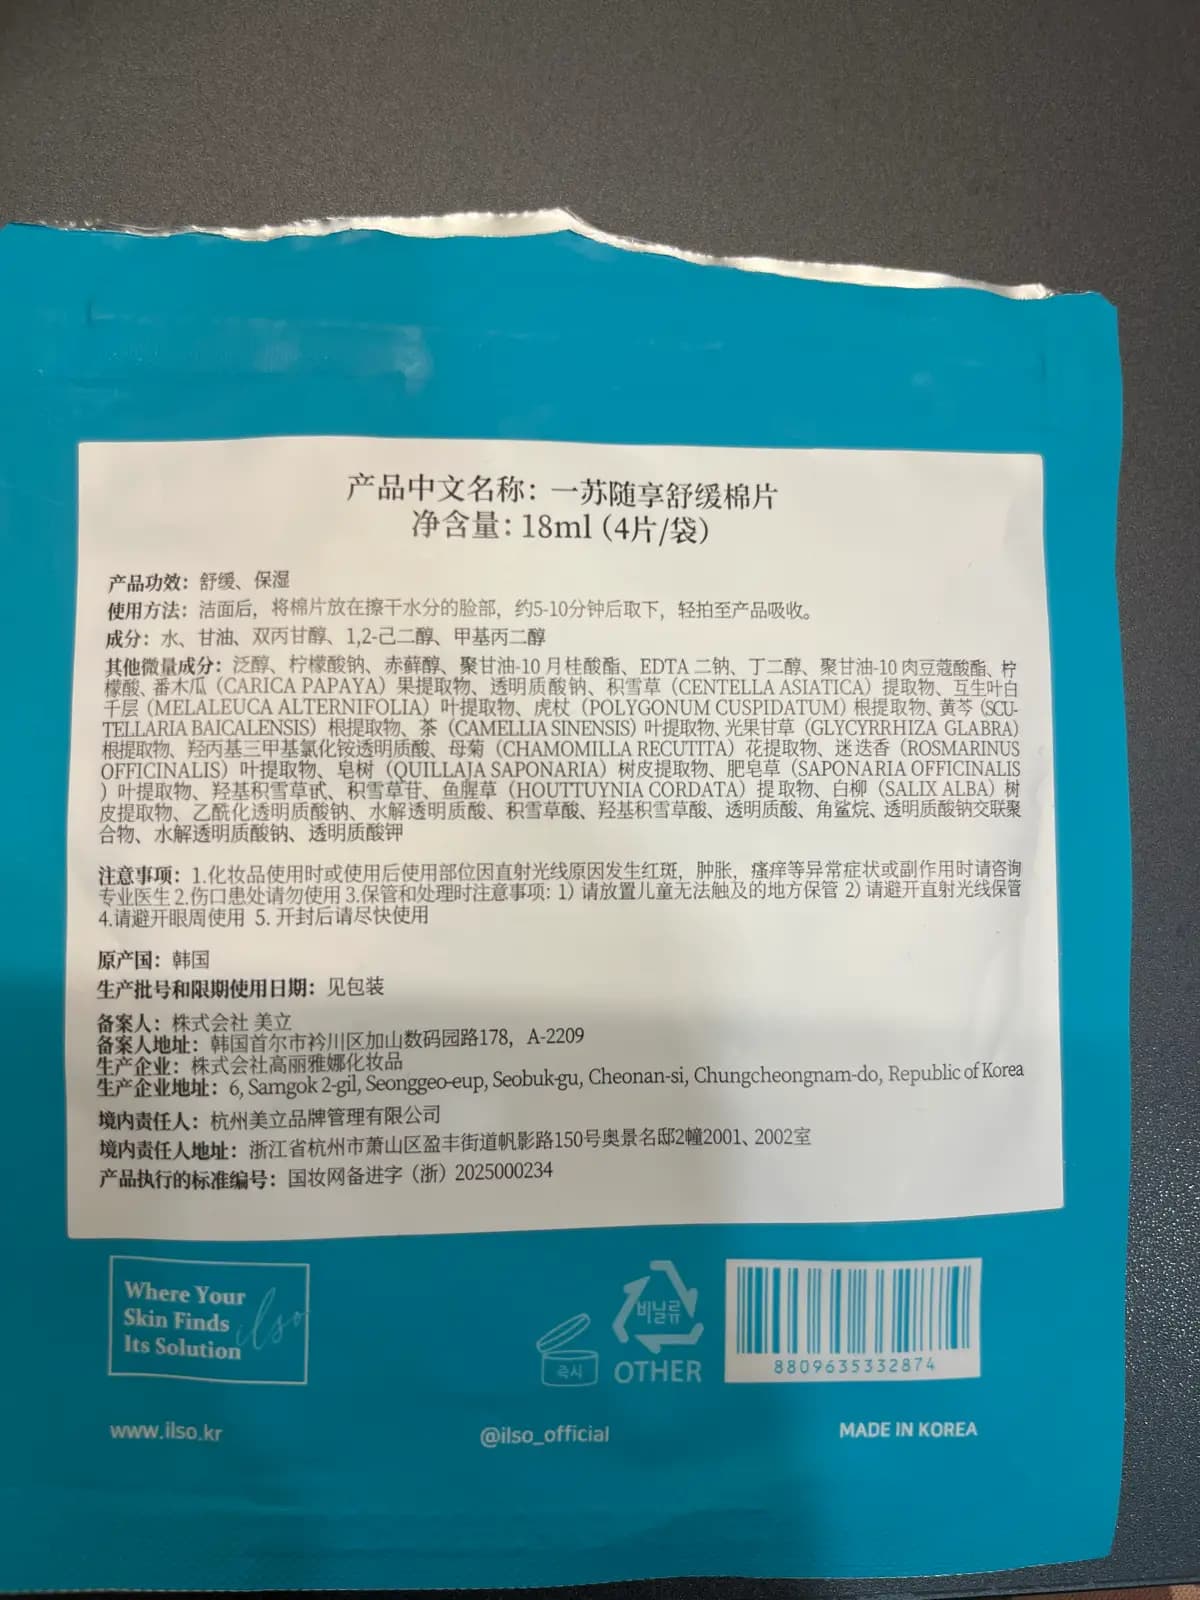 产品中文名称：一苏随享舒缓棉片
净含量：18ml（4片/袋）
产品功效：舒缓、保湿
使用方法：洁面后，将棉片放在擦干水分的脸部，约5-10分钟后取下，轻拍至产品吸收。
成分：水、甘油、双丙甘醇、1,2-己二醇、甲基丙二醇
其他微量成分：泛醇、柠檬酸钠、赤藓醇、聚甘油-10 月桂酸酯、EDTA 二钠、丁二醇、聚甘油-10 肉豆蔻酸酯、柠
檬酸、番木瓜（CARICA PAPAYA）果提取物、透明质酸钠、积雪草（CENTELLA ASIATICA）提取物、互生叶白
千层（MELALEUCA ALTERNIFOLIA）叶提取物、虎杖（POLYGONUM CUSPIDATUM）根提取物、黄芩（SCU-
TELLARIA BAICALENSIS）根提取物、茶（CAMELLIA SINENSIS）叶提取物、光果甘草（GLYCYRRHIZA GLABRA）
根提取物、羟丙基三甲基氯化铵透明质酸、母菊（CHAMOMILLA RECUTITA）花提取物、迷迭香（ROSMARINUS
OFFICINALIS）叶提取物、皂树（QUILLAJA SAPONARIA）树皮提取物、肥皂草（SAPONARIA OFFICINALIS
）叶提取物、羟基积雪草甙、积雪草苷、鱼腥草（HOUTTUYNIA CORDATA）提取物、白柳（SALIX ALBA）树
皮提取物、乙酰化透明质酸钠、水解透明质酸、积雪草酸、羟基积雪草酸、透明质酸、角鲨烷、透明质酸钠交联聚
合物、水解透明质酸钠、透明质酸钾
注意事项：1.化妆品使用时或使用后使用部位因直射光线原因发生红斑，肿胀，瘙痒等异常症状或副作用时请咨询
专业医生 2.伤口患处请勿使用 3.保管和处理时注意事项: 1）请放置儿童无法触及的地方保管 2）请避开直射光线保管
4.请避开眼周使用 5. 开封后请尽快使用
原产国：韩国
生产批号和限期使用日期：见包装
备案人：株式会社 美立
备案人地址：韩国首尔市衿川区加山数码园路178，A-2209
生产企业：株式会社高丽雅娜化妆品
生产企业地址：6, Samgok 2-gil, Seonggeo-eup, Seobuk-gu, Cheonan-si, Chungcheongnam-do, Republic of Korea
境内责任人：杭州美立品牌管理有限公司
境内责任人地址：浙江省杭州市萧山区盈丰街道帆影路150号奥景名邸2幢2001、2002室
产品执行的标准编号：国妆网备进字（浙）2025000234
Where Your
Skin Finds
Its Solution
ilso
즉시
비닐류
OTHER
8809635332874
www.ilso.kr
@ilso_official
MADE IN KOREA